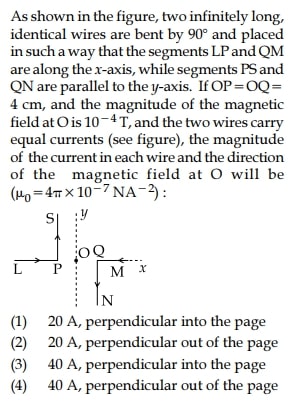 As shown in the figure, two infinitely long,
identical wires are bent by 90° and placed
in such a way that the segments LP and QM
are along the x-axis, while segments PS and
QN are parallel to the y-axis. If OP=OQ=
4 cm, and the magnitude of the magnetic
field at O is 10⁻⁴ T, and the two wires carry
equal currents (see figure), the magnitude
of the current in each wire and the direction
of the magnetic field at O will be
(μ₀=4π×10⁻⁷ NA⁻²) :
S y
O Q
L P M x
N
(1) 20 A, perpendicular into the page
(2) 20 A, perpendicular out of the page
(3) 40 A, perpendicular into the page
(4) 40 A, perpendicular out of the page